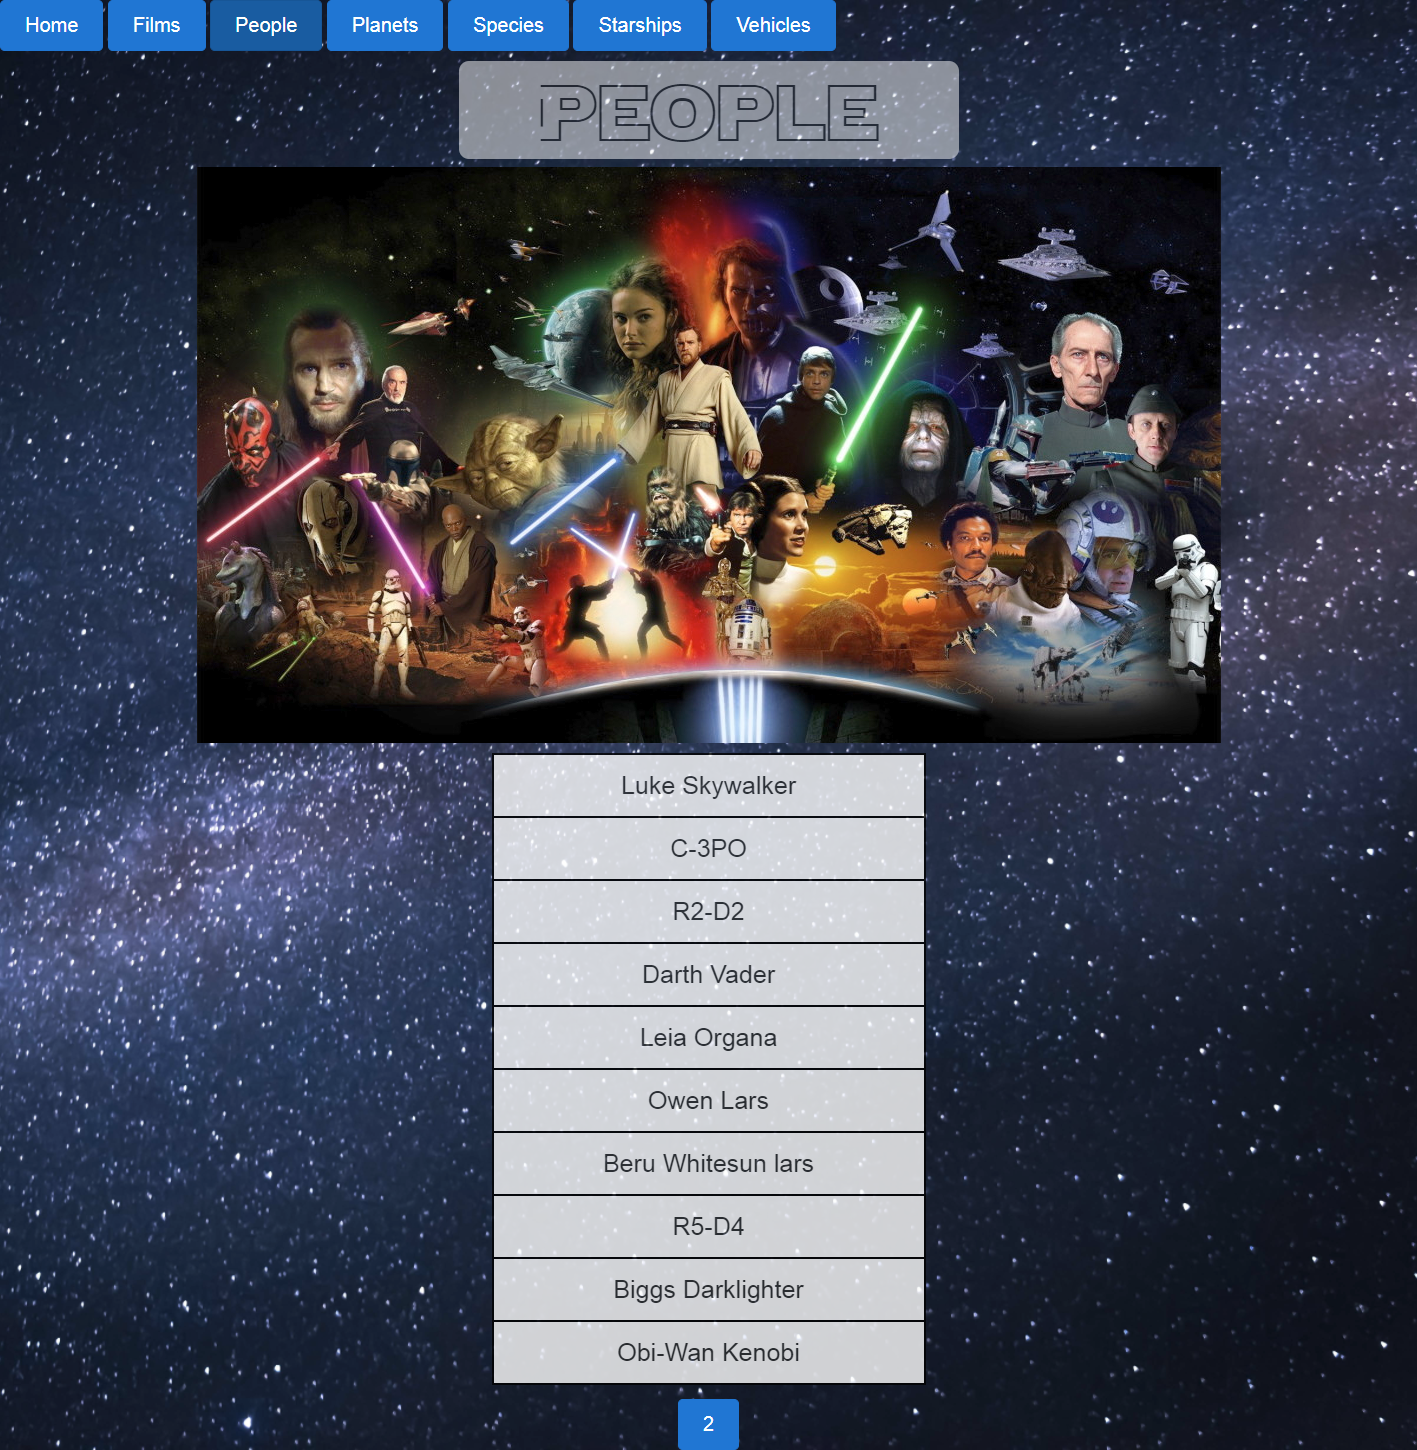 Home Films People Planets Species Starships Vehicles
PEOPLE
Luke Skywalker
C-3PO
R2-D2
Darth Vader
Leia Organa
Owen Lars
Beru Whitesun lars
R5-D4
Biggs Darklighter
Obi-Wan Kenobi
2